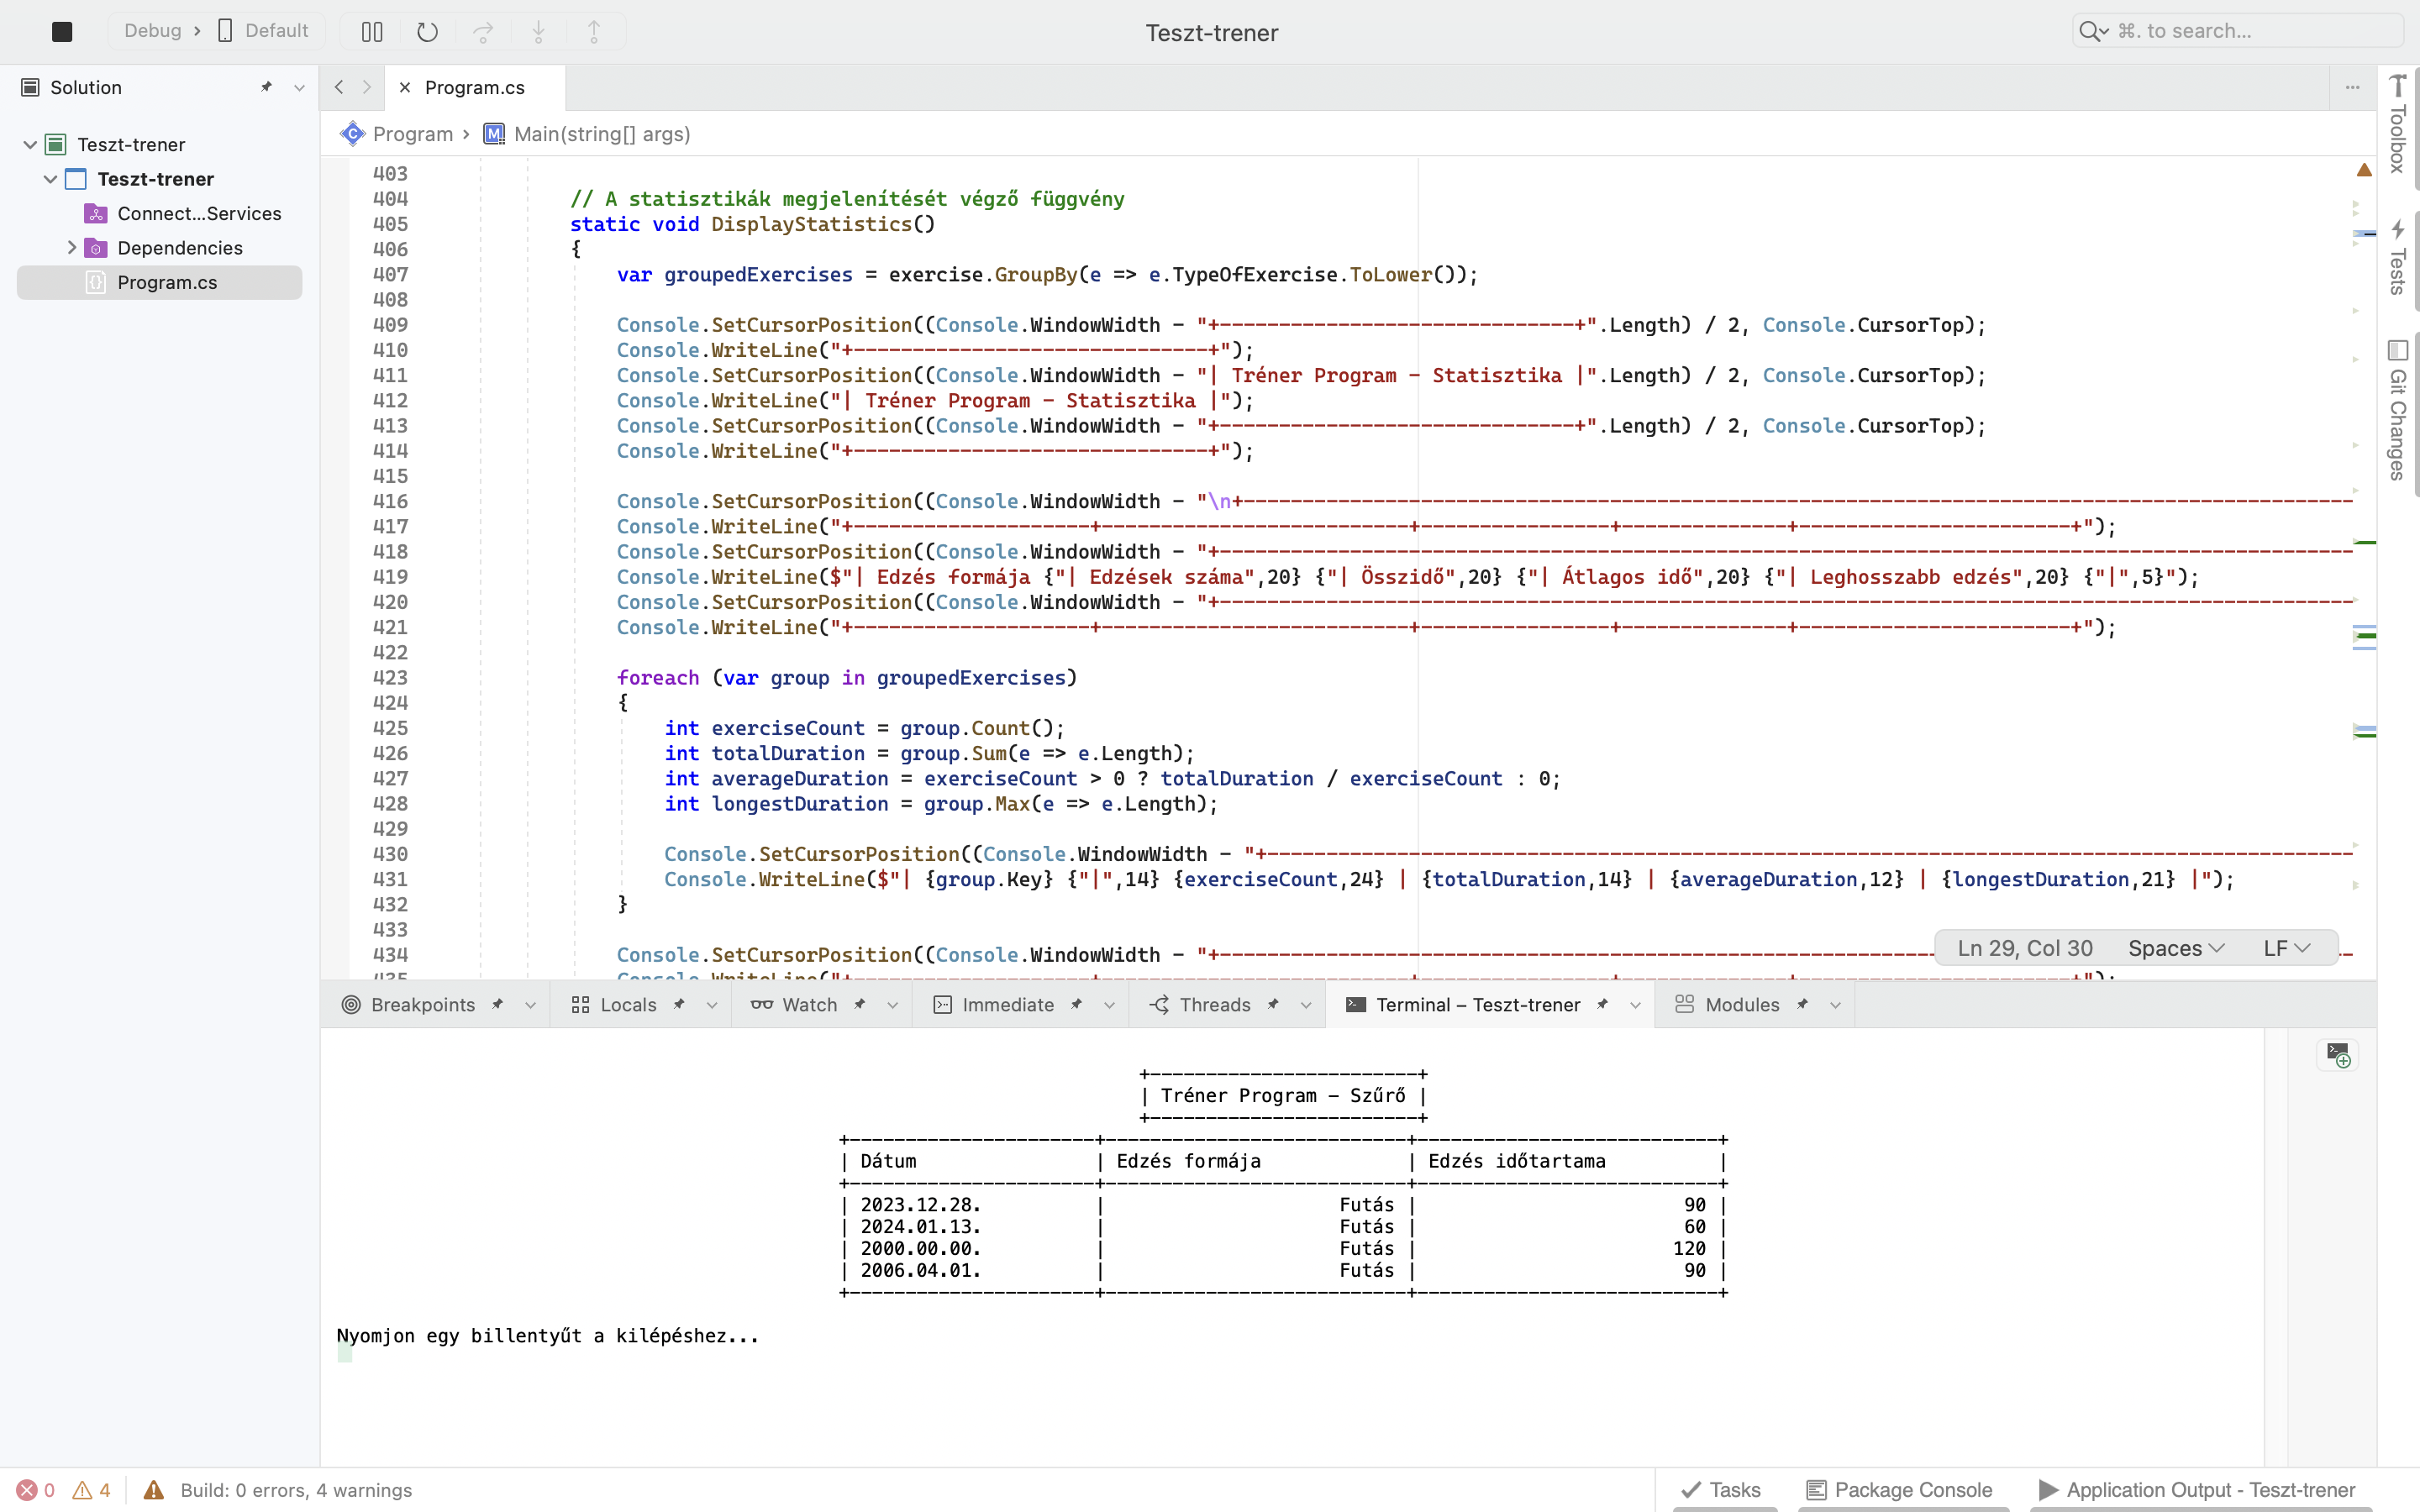 Debug > Default
Teszt-trener
⌘. to search...
Solution
Program.cs
Program > Main(string[] args)
Teszt-trener
Teszt-trener
Connect...Services
Dependencies
Program.cs
403
404 // A statisztikák megjelenítését végző függvény
405 static void DisplayStatistics()
406 {
407 var groupedExercises = exercise.GroupBy(e => e.TypeOfExercise.ToLower());
408
409 Console.SetCursorPosition((Console.WindowWidth - "+------------------------------+".Length) / 2, Console.CursorTop);
410 Console.WriteLine("+------------------------------+");
411 Console.SetCursorPosition((Console.WindowWidth - "| Tréner Program - Statisztika |".Length) / 2, Console.CursorTop);
412 Console.WriteLine("| Tréner Program - Statisztika |");
413 Console.SetCursorPosition((Console.WindowWidth - "+------------------------------+".Length) / 2, Console.CursorTop);
414 Console.WriteLine("+------------------------------+");
415
416 Console.SetCursorPosition((Console.WindowWidth - "\n+----------------------------------------------------------------------------------------------
417 Console.WriteLine("+--------------------+--------------------------+----------------+--------------+-----------------------+");
418 Console.SetCursorPosition((Console.WindowWidth - "+------------------------------------------------------------------------------------------------
419 Console.WriteLine($"| Edzés formája {"| Edzések száma",20} {"| Összidő",20} {"| Átlagos idő",20} {"| Leghosszabb edzés",20} {"|",5}");
420 Console.SetCursorPosition((Console.WindowWidth - "+------------------------------------------------------------------------------------------------
421 Console.WriteLine("+--------------------+--------------------------+----------------+--------------+-----------------------+");
422
423 foreach (var group in groupedExercises)
424 {
425 int exerciseCount = group.Count();
426 int totalDuration = group.Sum(e => e.Length);
427 int averageDuration = exerciseCount > 0 ? totalDuration / exerciseCount : 0;
428 int longestDuration = group.Max(e => e.Length);
429
430 Console.SetCursorPosition((Console.WindowWidth - "+--------------------------------------------------------------------------------------------
431 Console.WriteLine($"| {group.Key} {"|",14} {exerciseCount,24} | {totalDuration,14} | {averageDuration,12} | {longestDuration,21} |");
432 }
433
434 Console.SetCursorPosition((Console.WindowWidth - "+------------------------------------------------------------
435 Console.WriteLine("+--------------------+--------------------------+----------------+--------------+-----------------------+");
Ln 29, Col 30 Spaces LF
Toolbox
Tests
Git Changes
Breakpoints Locals Watch Immediate Threads Terminal – Teszt-trener Modules
+------------------------+
| Tréner Program - Szűrő |
+------------------------+
+----------------------+---------------------------+---------------------------+
| Dátum | Edzés formája | Edzés időtartama |
+----------------------+---------------------------+---------------------------+
| 2023.12.28. | Futás | 90 |
| 2024.01.13. | Futás | 60 |
| 2000.00.00. | Futás | 120 |
| 2006.04.01. | Futás | 90 |
+----------------------+---------------------------+---------------------------+
Nyomjon egy billentyűt a kilépéshez...
0 4 Build: 0 errors, 4 warnings
Tasks Package Console Application Output - Teszt-trener